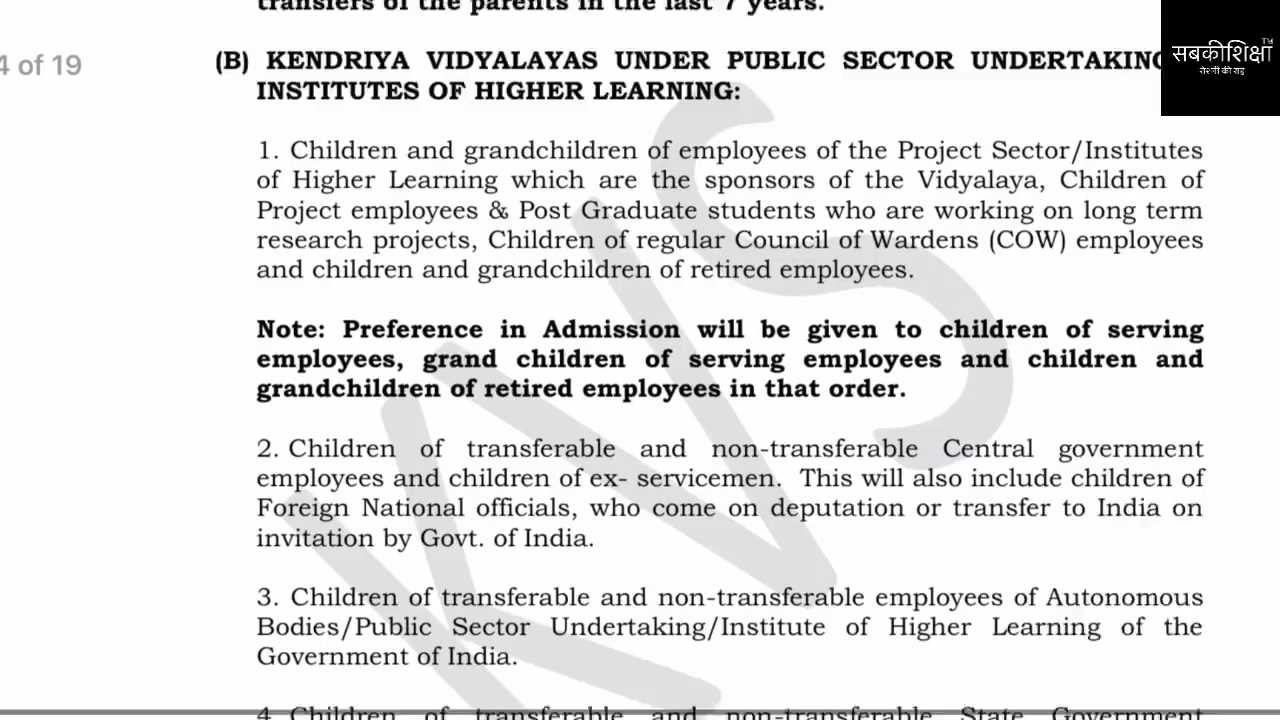 transfers of the parents in the last 7 years.
4 of 19
(B) KENDRIYA VIDYALAYAS UNDER PUBLIC SECTOR
INSTITUTES OF HIGHER LEARNING:
सबकीशिक्षा
TM
रोशनी की राह
1. Children and grandchildren of employees of the Project Sector/Institutes
of Higher Learning which are the sponsors of the Vidyalaya, Children of
Project employees & Post Graduate students who are working on long term
research projects, Children of regular Council of Wardens (COW) employees
and children and grandchildren of retired employees.
Note: Preference in Admission will be given to children of serving
employees, grand children of serving employees and children and
grandchildren of retired employees in that order.
2. Children of transferable and non-transferable Central government
employees and children of ex- servicemen. This will also include children of
Foreign National officials, who come on deputation or transfer to India on
invitation by Govt. of India.
3. Children of transferable and non-transferable employees of Autonomous
Bodies/Public Sector Undertaking/Institute of Higher Learning of the
Government of India.
4. Children of transferable and non-transferable State Government
KVS